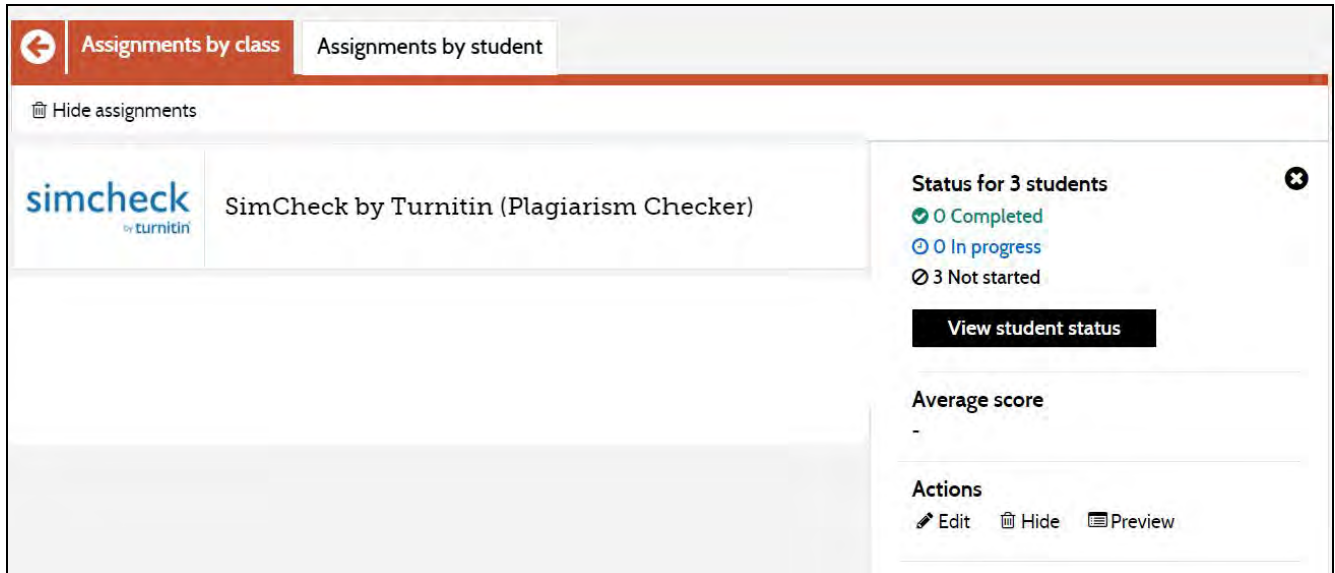 Assignments by class
Assignments by student
Hide assignments
simcheck
by turnitin
SimCheck by Turnitin (Plagiarism Checker)
Status for 3 students
0 Completed
0 In progress
3 Not started
View student status
Average score
-
Actions
Edit Hide Preview